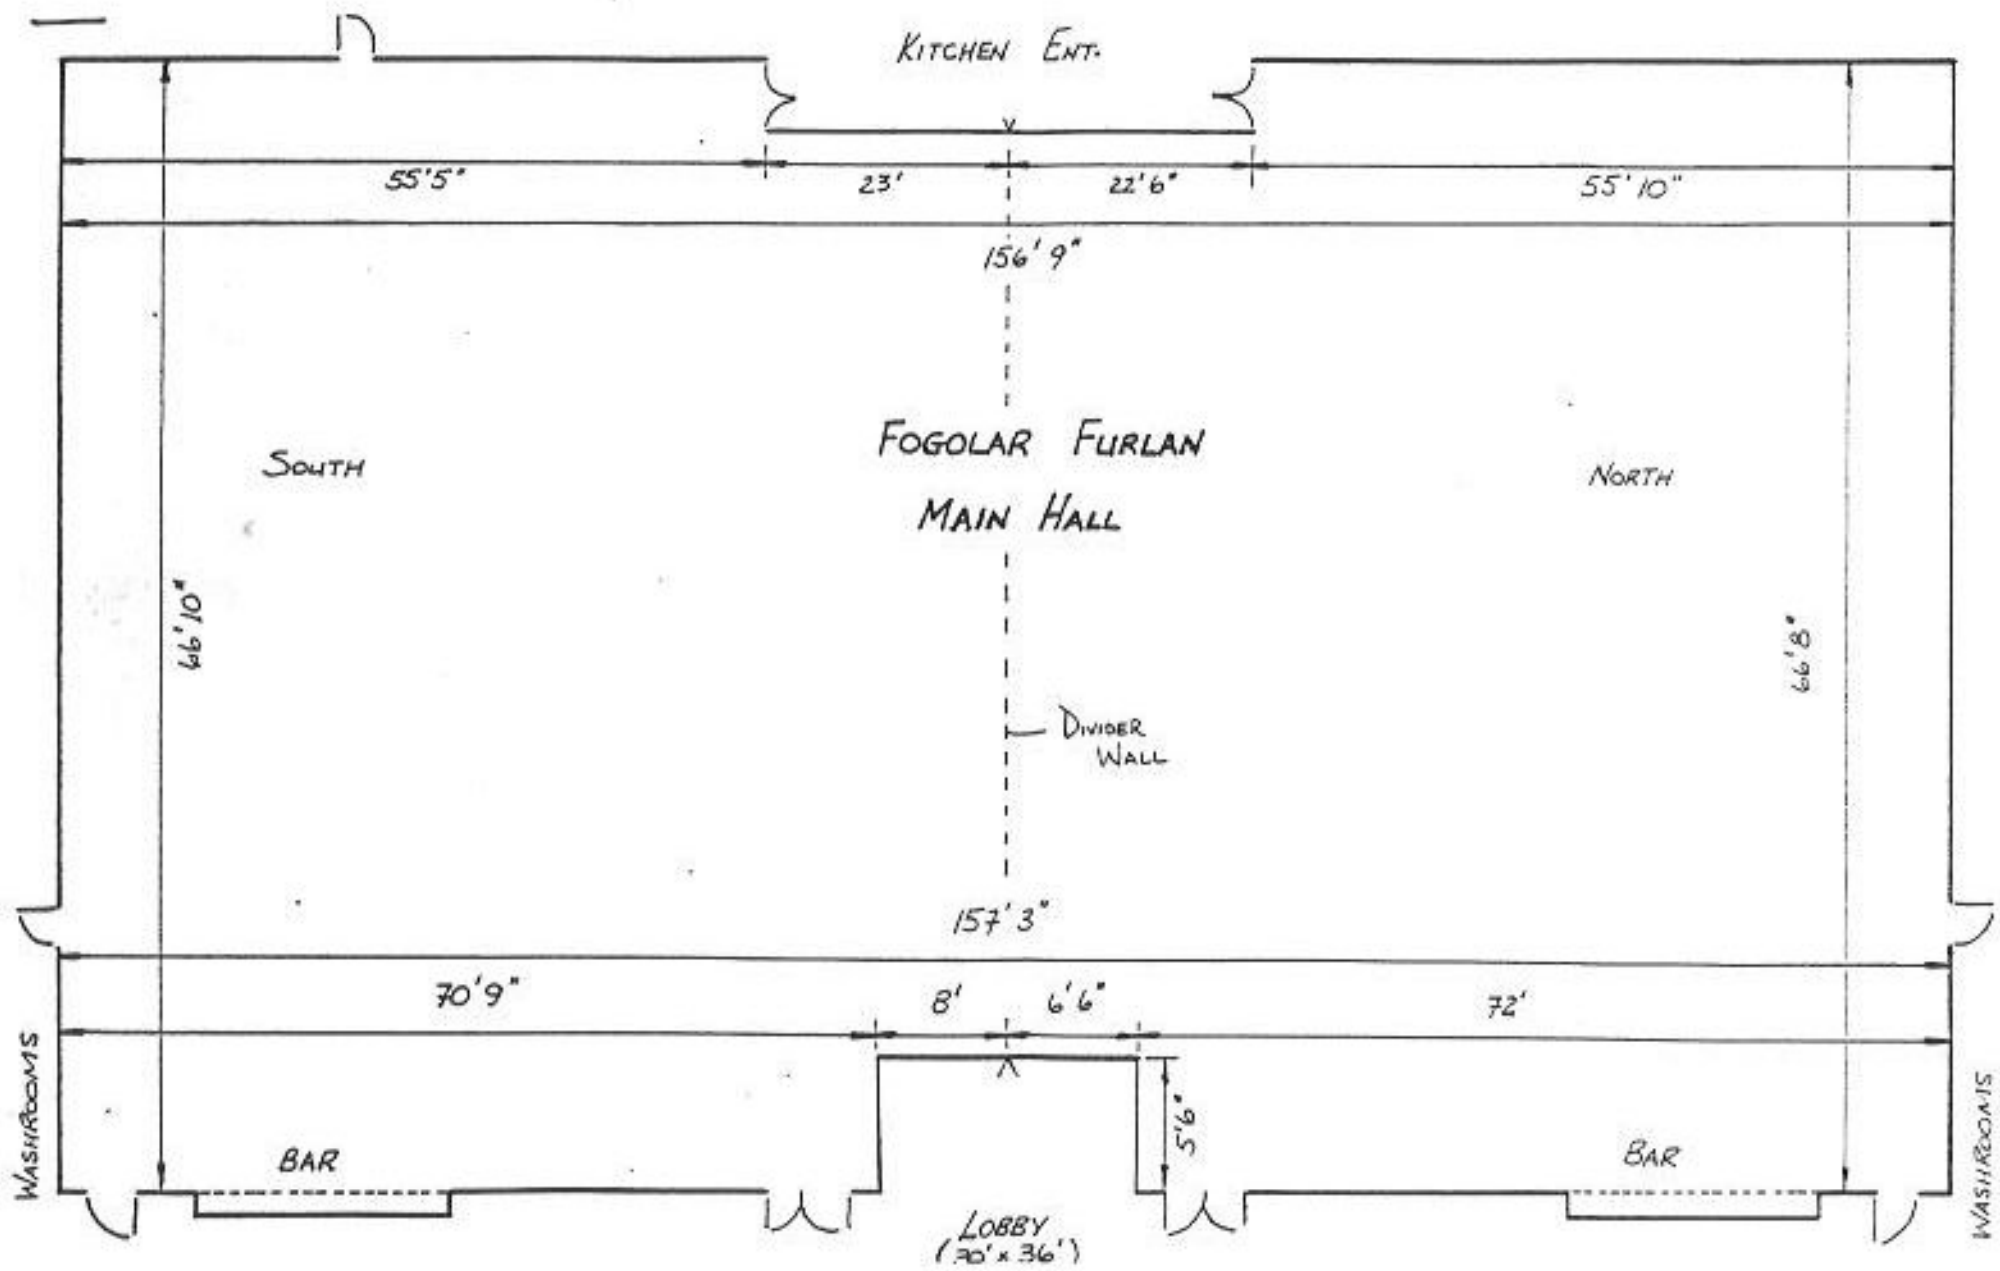 KITCHEN ENT.
55'5"
23'
22'6"
55'10"
156'9"
FOGOLAR FURLAN
MAIN HALL
SOUTH
NORTH
66'10"
66'8"
DIVIDER
WALL
157'3"
70'9"
8'
6'6"
72'
5'6"
WASHROOMS
WASHROOMS
BAR
BAR
LOBBY
(70' x 36')